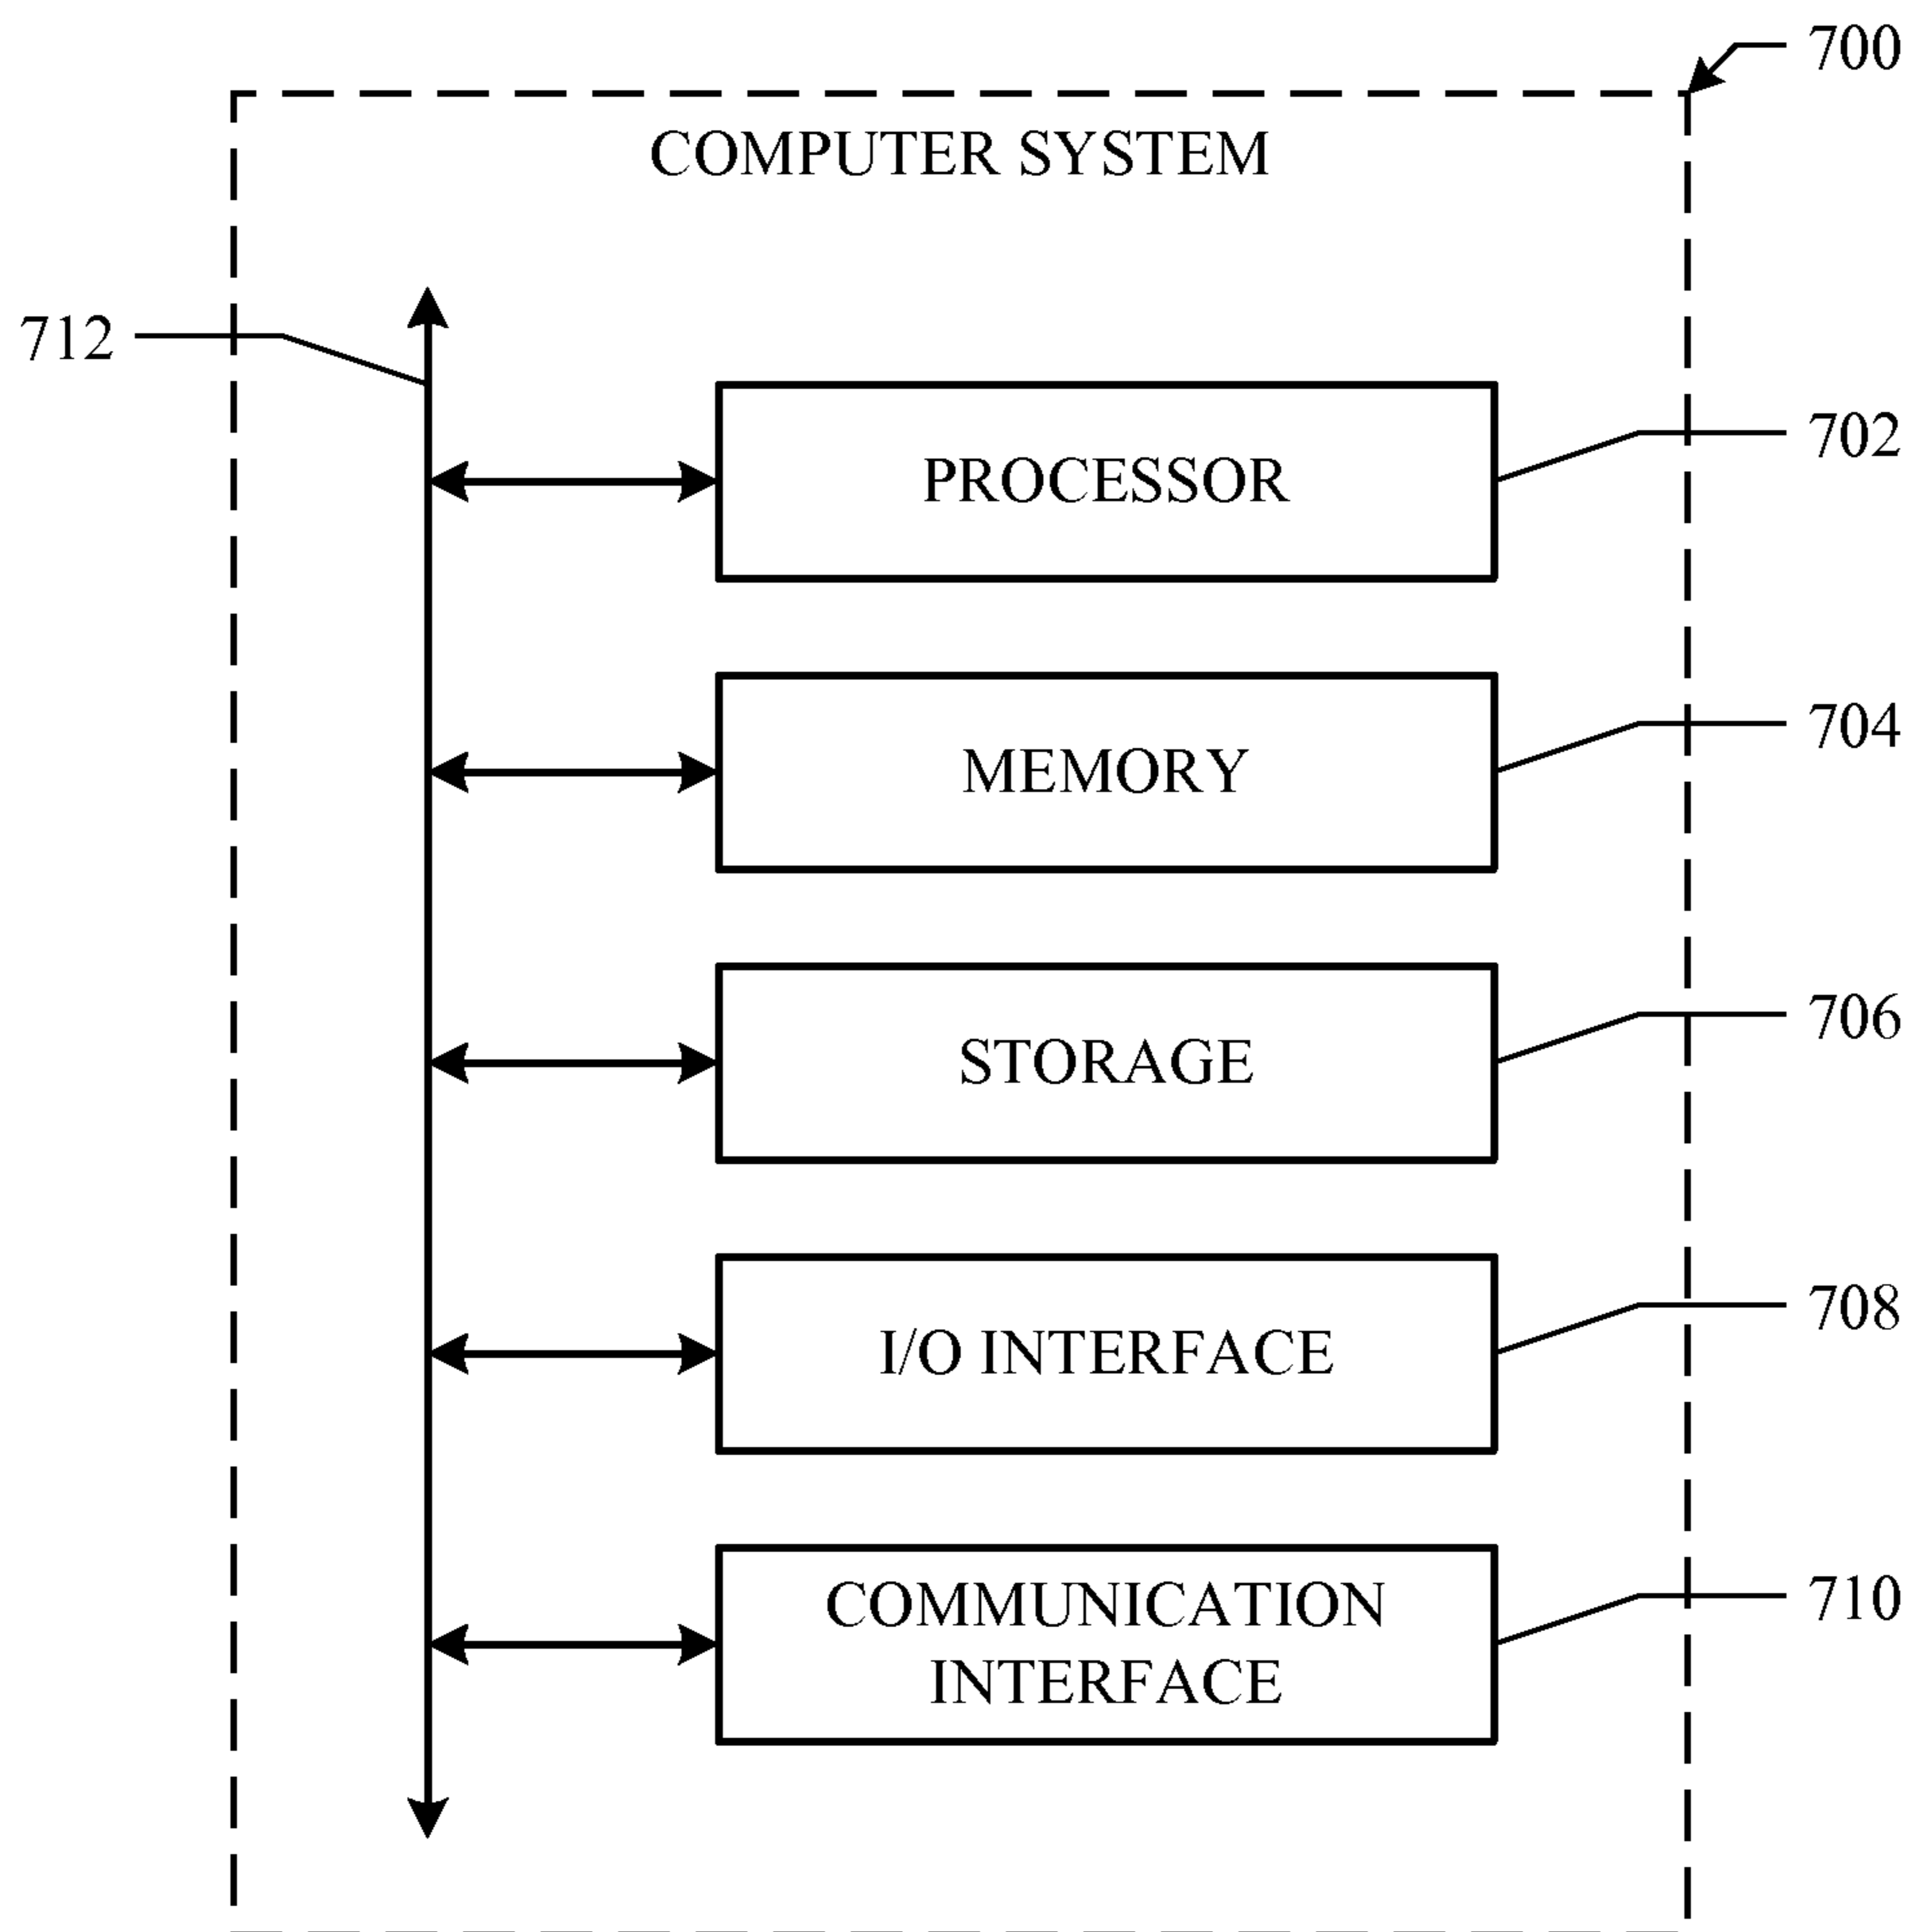 700
COMPUTER SYSTEM
712
702
PROCESSOR
704
MEMORY
706
STORAGE
708
I/O INTERFACE
710
COMMUNICATION
INTERFACE